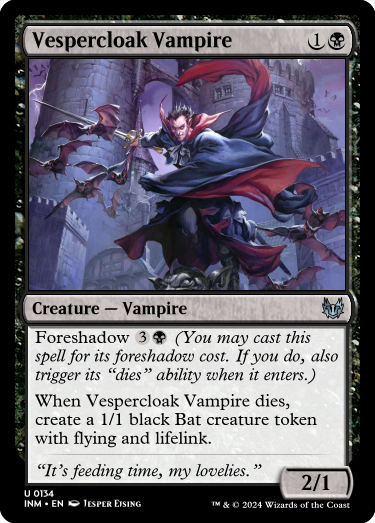 Vespercloak Vampire 1
Creature — Vampire
Foreshadow 3 (You may cast this
spell for its foreshadow cost. If you do, also
trigger its “dies” ability when it enters.)
When Vespercloak Vampire dies,
create a 1/1 black Bat creature token
with flying and lifelink.
“It’s feeding time, my lovelies.”
2/1
U 0134
INM • EN Jesper Eising
™ & © 2024 Wizards of the Coast